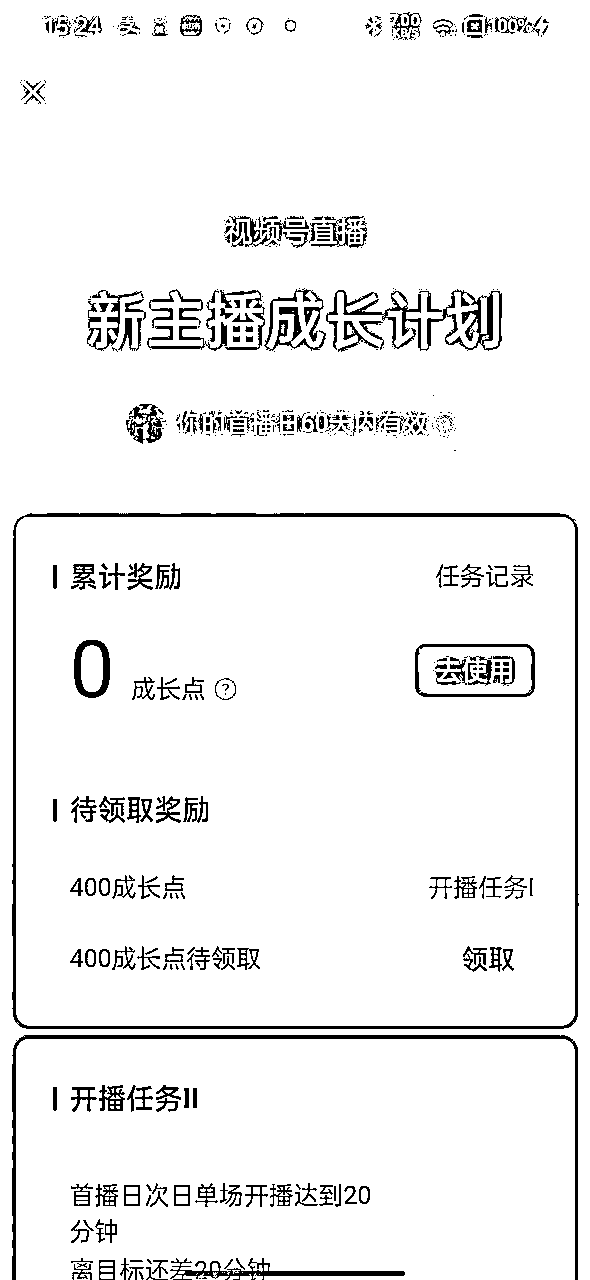 15:24
700
KB/S
100%
视频号直播
新主播成长计划
你的首播日60天内有效
累计奖励
任务记录
0 成长点 ?
去使用
待领取奖励
400成长点
开播任务I
400成长点待领取
领取
开播任务II
首播日次日单场开播达到20
分钟
离目标还差20分钟